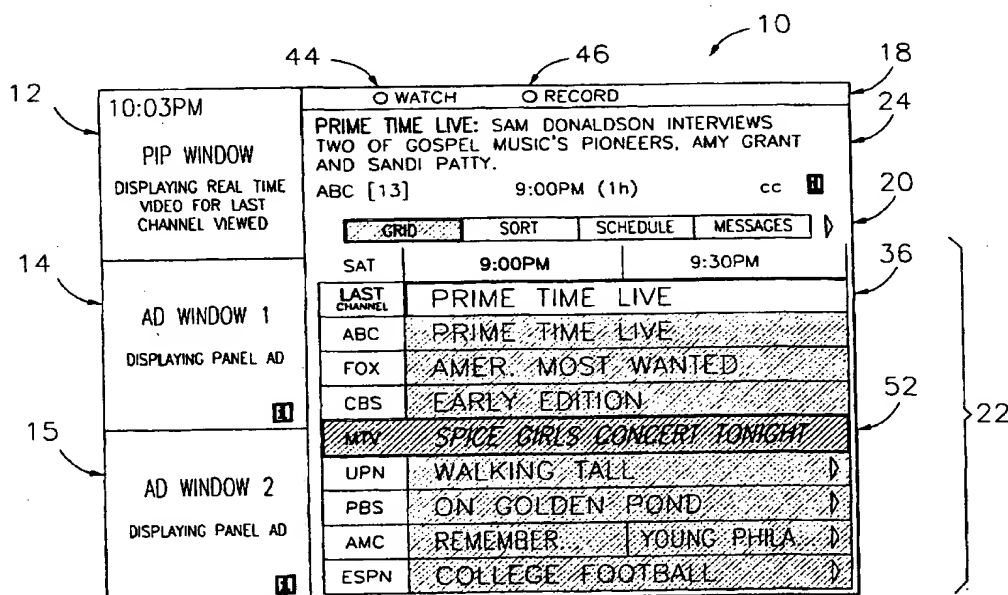 10
44
46
18
12
10:03PM
WATCH RECORD
24
PIP WINDOW
DISPLAYING REAL TIME
VIDEO FOR LAST
CHANNEL VIEWED
PRIME TIME LIVE: SAM DONALDSON INTERVIEWS
TWO OF GOSPEL MUSIC'S PIONEERS, AMY GRANT
AND SANDI PATTY.
ABC [13] 9:00PM (1h) cc
20
GRID SORT SCHEDULE MESSAGES
14
SAT 9:00PM 9:30PM
36
AD WINDOW 1
DISPLAYING PANEL AD
LAST
CHANNEL
PRIME TIME LIVE
ABC PRIME TIME LIVE
FOX AMER. MOST WANTED
CBS EARLY EDITION
52
22
MTV SPICE GIRLS CONCERT TONIGHT
15
AD WINDOW 2
DISPLAYING PANEL AD
UPN WALKING TALL
PBS ON GOLDEN POND
AMC REMEMBER... YOUNG PHILA...
ESPN COLLEGE FOOTBALL